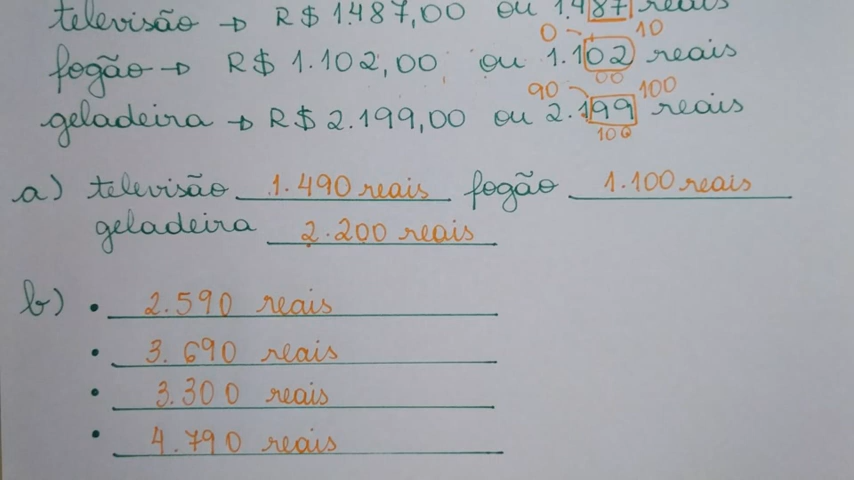 televisão → R$ 1.487,00 ou 1.487 reais
0 10
fogão → R$ 1.102,00 ou 1.102 reais
00
90 100
geladeira → R$ 2.199,00 ou 2.199 reais
100
a) televisão 1.490 reais fogão 1.100 reais
geladeira 2.200 reais
b) • 2.590 reais
• 3.690 reais
• 3.300 reais
• 4.790 reais